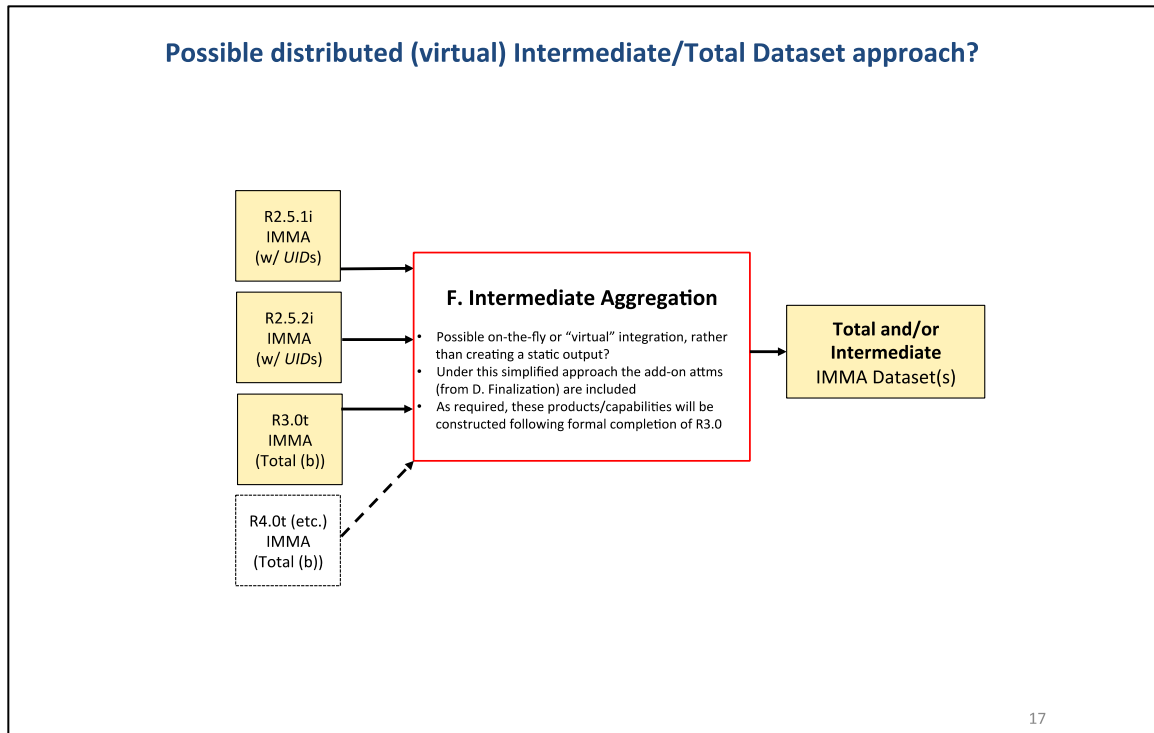 Possible distributed (virtual) Intermediate/Total Dataset approach?
R2.5.1i
IMMA
(w/ UIDs)
R2.5.2i
IMMA
(w/ UIDs)
R3.0t
IMMA
(Total (b))
R4.0t (etc.)
IMMA
(Total (b))
F. Intermediate Aggregation
• Possible on-the-fly or “virtual” integration, rather
than creating a static output?
• Under this simplified approach the add-on attms
(from D. Finalization) are included
• As required, these products/capabilities will be
constructed following formal completion of R3.0
Total and/or
Intermediate
IMMA Dataset(s)
17